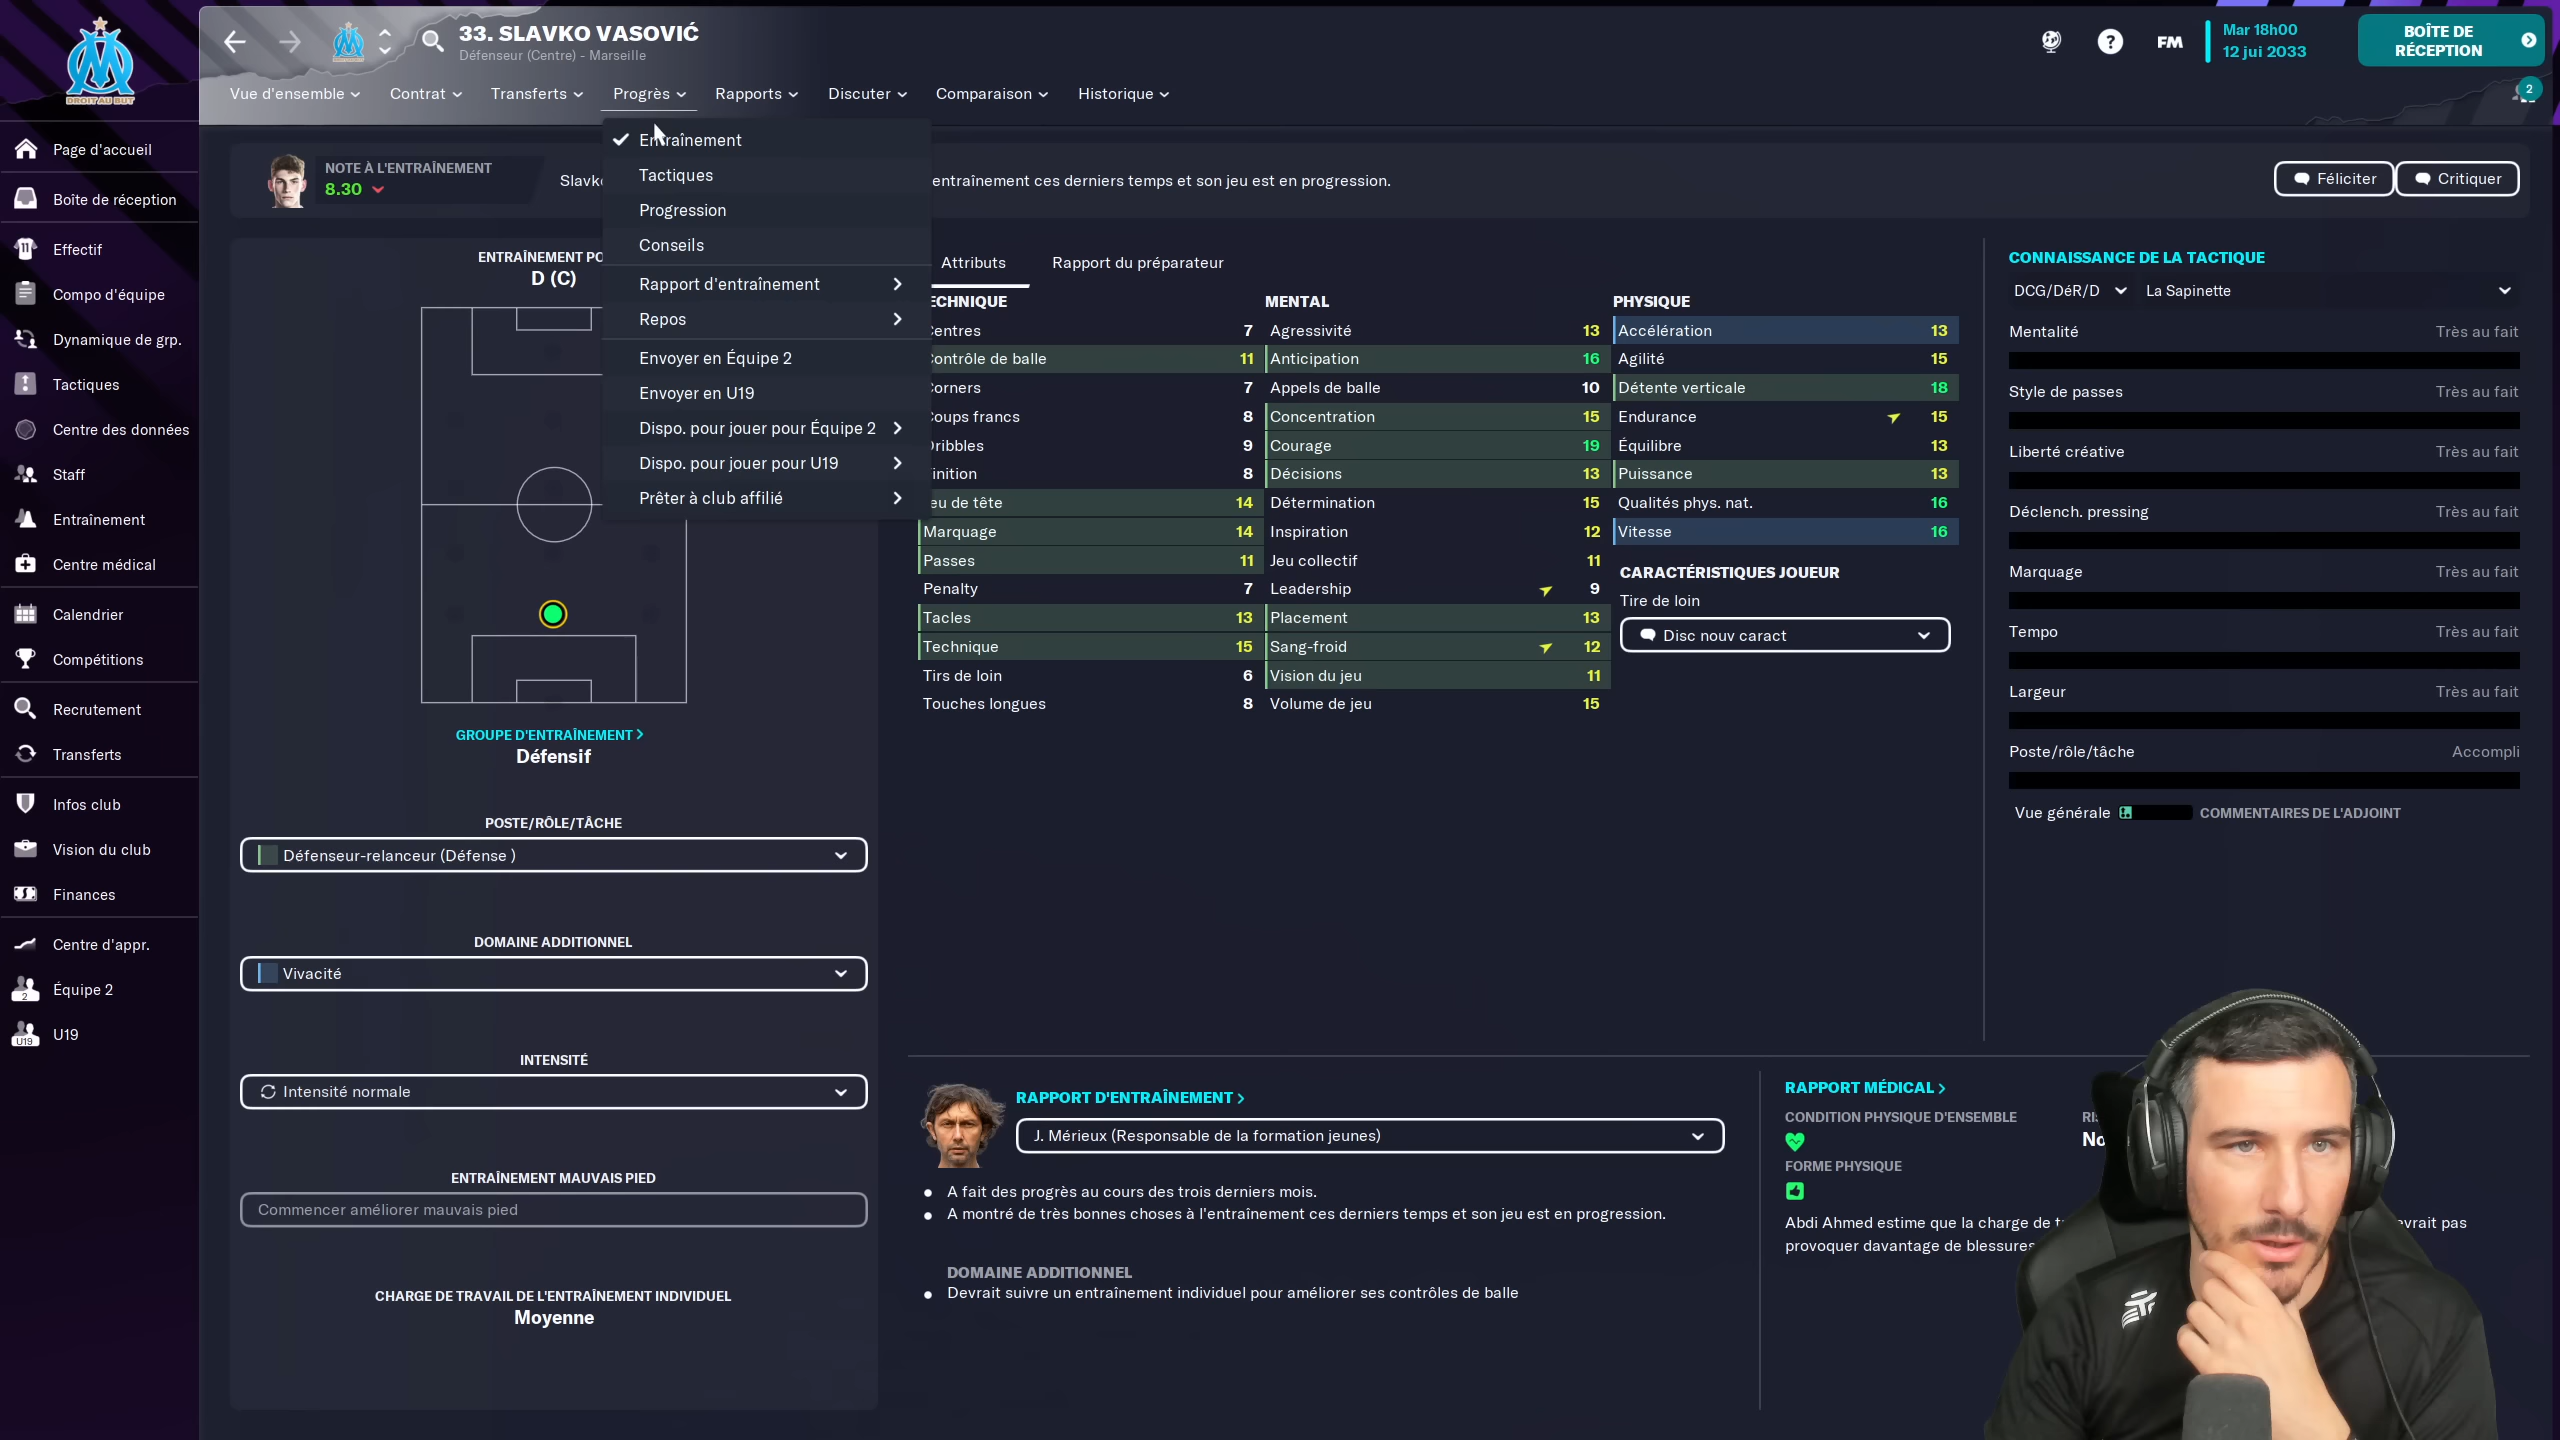 33. SLAVKO VASOVIĆ
Défenseur (Centre) - Marseille
FM
Mar 18h00
12 jui 2033
BOÎTE DE
RÉCEPTION
2
DROIT AU BUT
Vue d'ensemble
Contrat
Transferts
Progrès
Rapports
Discuter
Comparaison
Historique
Page d'accueil
Boîte de réception
Effectif
Compo d'équipe
Dynamique de grp.
Tactiques
Centre des données
Staff
Entraînement
Centre médical
Calendrier
Compétitions
Recrutement
Transferts
Infos club
Vision du club
Finances
Centre d'appr.
Équipe 2
U19
Entraînement
Tactiques
Progression
Conseils
Rapport d'entraînement
Repos
Envoyer en Équipe 2
Envoyer en U19
Dispo. pour jouer pour Équipe 2
Dispo. pour jouer pour U19
Prêter à club affilié
NOTE À L'ENTRAÎNEMENT
8.30
entraînement ces derniers temps et son jeu est en progression.
Féliciter
Critiquer
D (C)
GROUPE D'ENTRAÎNEMENT
Défensif
POSTE/RÔLE/TÂCHE
Défenseur-relanceur (Défense )
DOMAINE ADDITIONNEL
Vivacité
INTENSITÉ
Intensité normale
ENTRAÎNEMENT MAUVAIS PIED
Commencer améliorer mauvais pied
CHARGE DE TRAVAIL DE L'ENTRAÎNEMENT INDIVIDUEL
Moyenne
Attributs
Rapport du préparateur
ECHNIQUE
Centres 7
Contrôle de balle 11
Corners 7
Coups francs 8
Dribbles 9
Finition 8
Jeu de tête 14
Marquage 14
Passes 11
Penalty 7
Tacles 13
Technique 15
Tirs de loin 6
Touches longues 8
MENTAL
Agressivité 13
Anticipation 16
Appels de balle 10
Concentration 15
Courage 19
Décisions 13
Détermination 15
Inspiration 12
Jeu collectif 11
Leadership 9
Placement 13
Sang-froid 12
Vision du jeu 11
Volume de jeu 15
PHYSIQUE
Accélération 13
Agilité 15
Détente verticale 18
Endurance 15
Équilibre 13
Puissance 13
Qualités phys. nat. 16
Vitesse 16
CARACTÉRISTIQUES JOUEUR
Tire de loin
Disc nouv caract
CONNAISSANCE DE LA TACTIQUE
DCG/DéR/D La Sapinette
Mentalité Très au fait
Style de passes Très au fait
Liberté créative Très au fait
Déclench. pressing Très au fait
Marquage Très au fait
Tempo Très au fait
Largeur Très au fait
Poste/rôle/tâche Accompli
Vue générale COMMENTAIRES DE L'ADJOINT
RAPPORT D'ENTRAÎNEMENT
J. Mérieux (Responsable de la formation jeunes)
A fait des progrès au cours des trois derniers mois.
A montré de très bonnes choses à l'entraînement ces derniers temps et son jeu est en progression.
DOMAINE ADDITIONNEL
Devrait suivre un entraînement individuel pour améliorer ses contrôles de balle
RAPPORT MÉDICAL
CONDITION PHYSIQUE D'ENSEMBLE
FORME PHYSIQUE
Abdi Ahmed estime que la charge de
provoquer davantage de blessures
pas